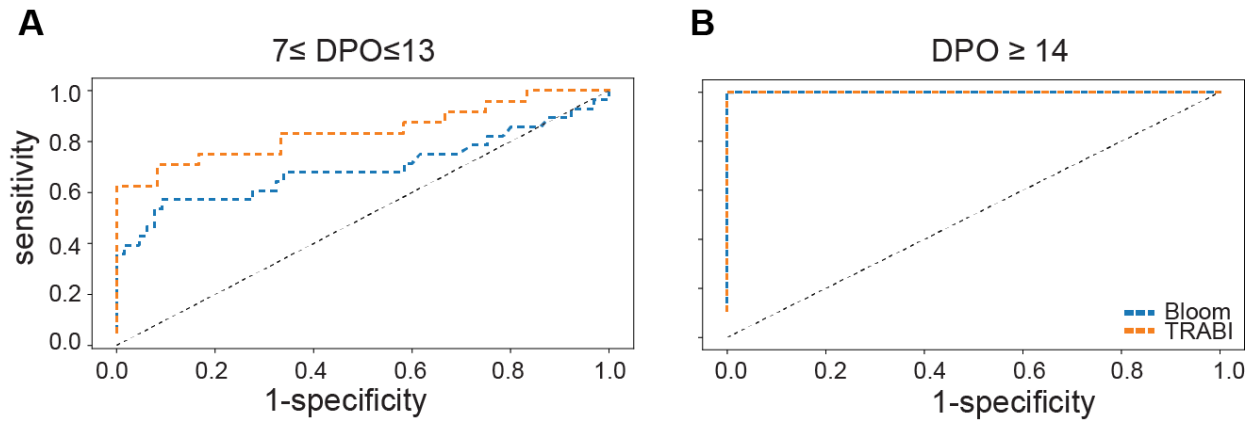 A
7≤ DPO≤13
sensitivity
1.0
0.8
0.6
0.4
0.2
0.0
0.0 0.2 0.4 0.6 0.8 1.0
1-specificity
B
DPO ≥ 14
Bloom
TRABI
0.0 0.2 0.4 0.6 0.8 1.0
1-specificity